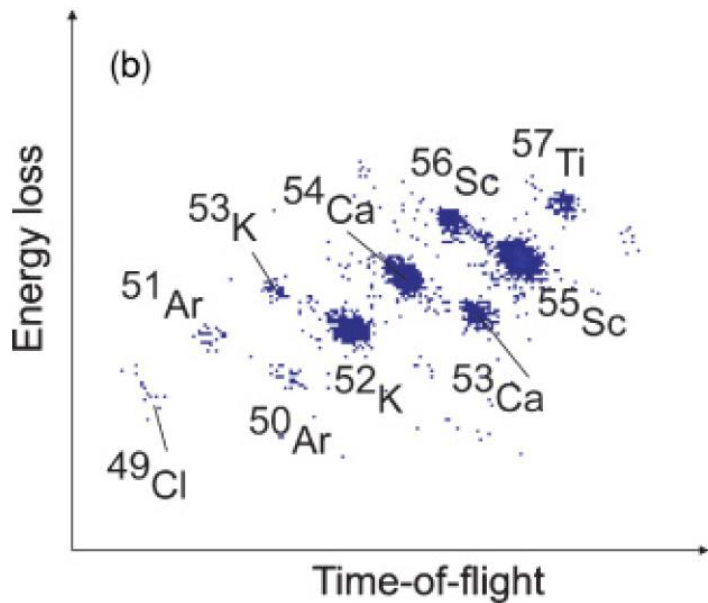 (b)
Energy loss
57Ti
56Sc
54Ca
53K
51Ar
55Sc
53Ca
52K
50Ar
49Cl
Time-of-flight